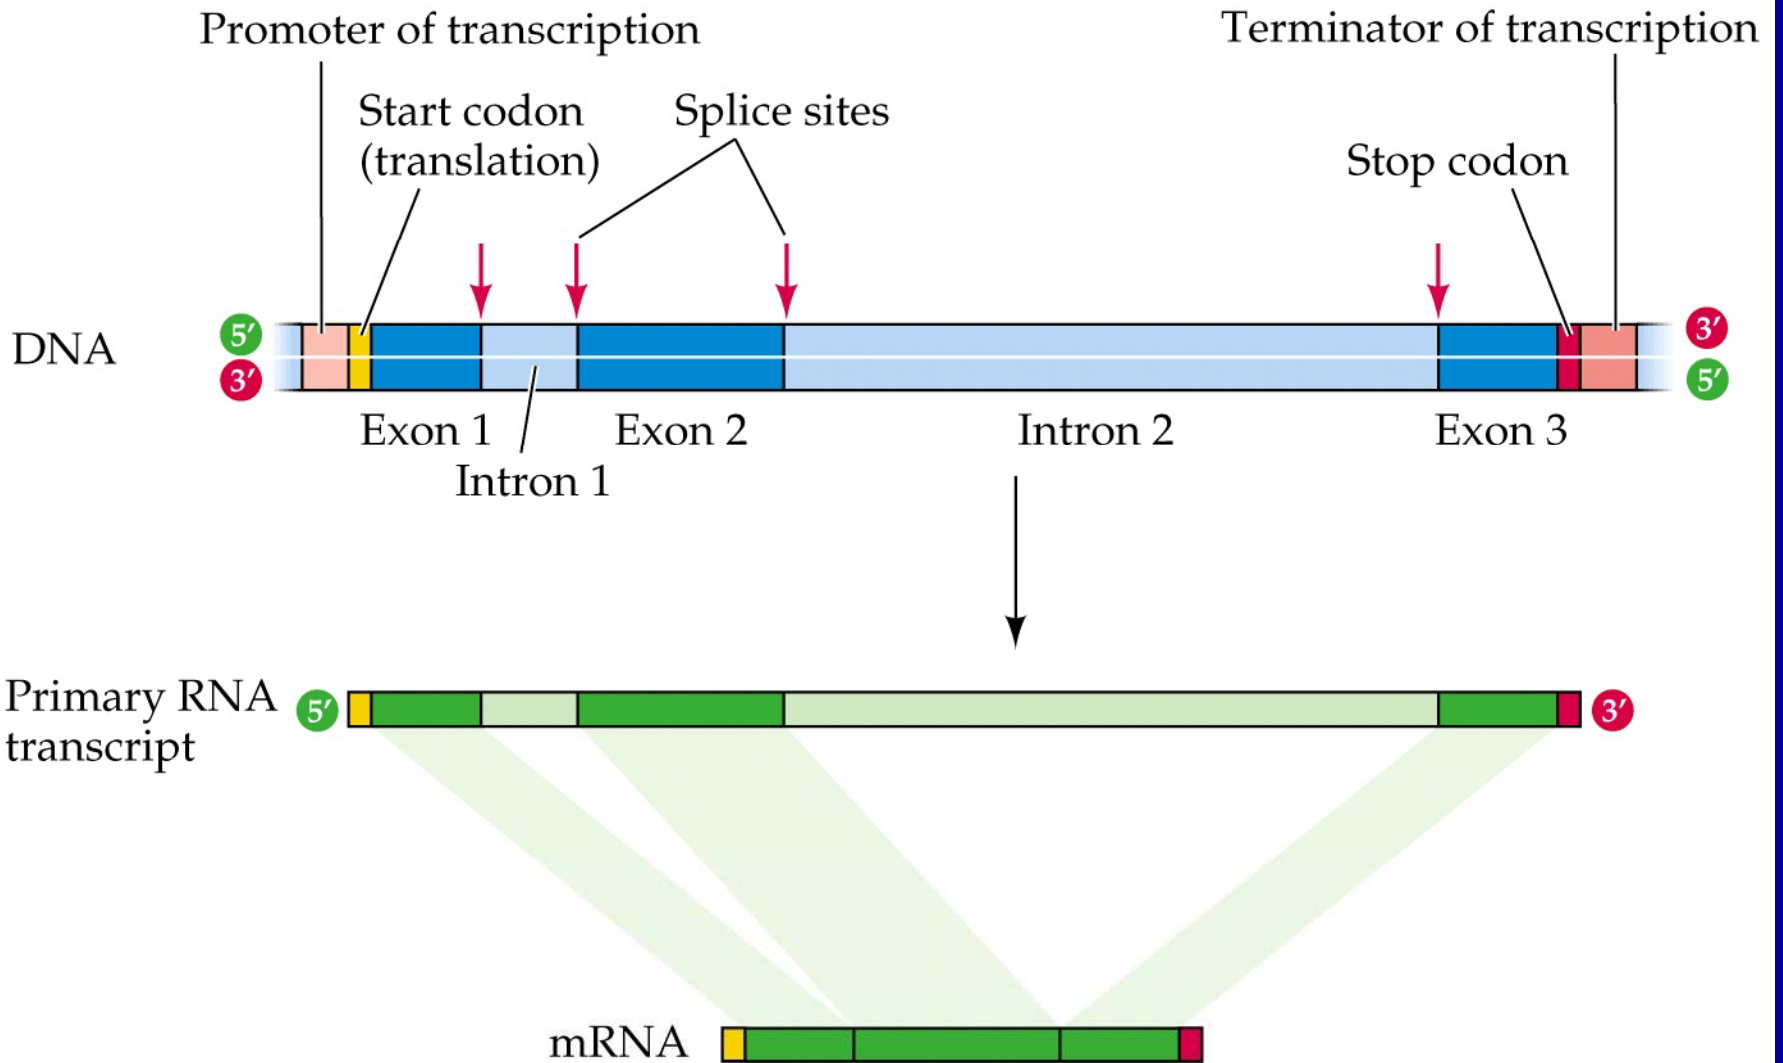 Promoter of transcription
Terminator of transcription
Start codon
(translation)
Splice sites
Stop codon
DNA
5′
3′
3′
5′
Exon 1
Exon 2
Intron 2
Exon 3
Intron 1
Primary RNA
transcript
5′
3′
mRNA